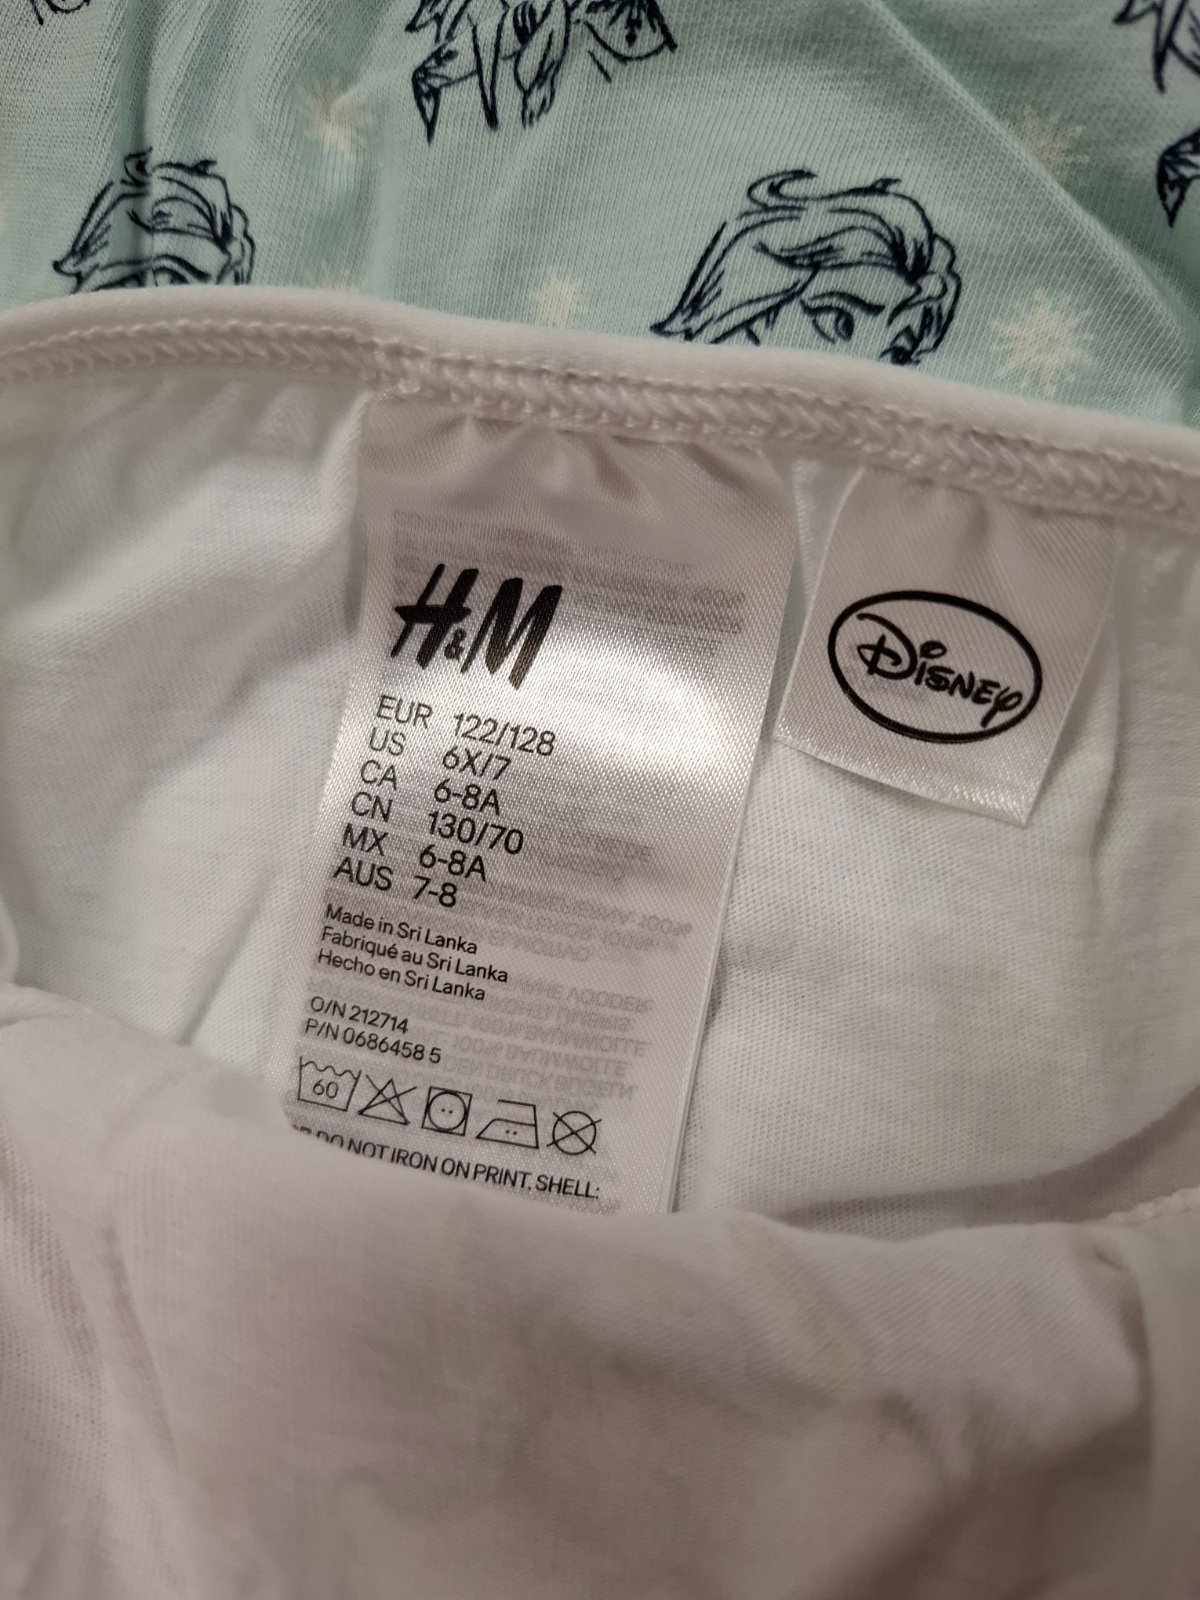 H&M
Disney
EUR 122/128
US 6X/7
CA 6-8A
CN 130/70
MX 6-8A
AUS 7-8
Made in Sri Lanka
Fabriqué au Sri Lanka
Hecho en Sri Lanka
O/N 212714
P/N 0686458 5
60
DO NOT IRON ON PRINT. SHELL: